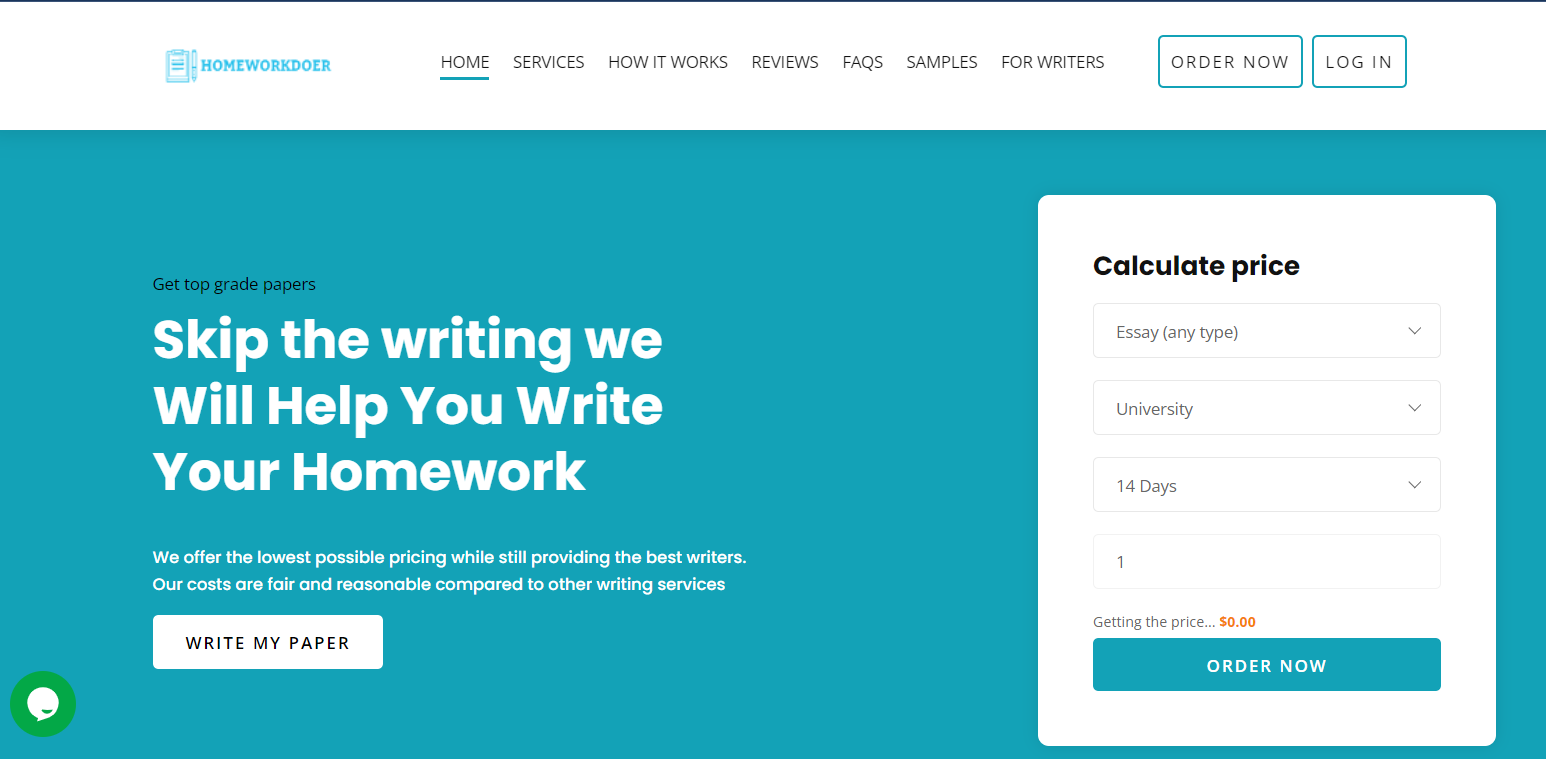 HOMEWORKDOER
HOME SERVICES HOW IT WORKS REVIEWS FAQS SAMPLES FOR WRITERS ORDER NOW LOG IN
Get top grade papers
Skip the writing we
Will Help You Write
Your Homework
We offer the lowest possible pricing while still providing the best writers.
Our costs are fair and reasonable compared to other writing services
WRITE MY PAPER
Calculate price
Essay (any type)
University
14 Days
1
Getting the price... $0.00
ORDER NOW